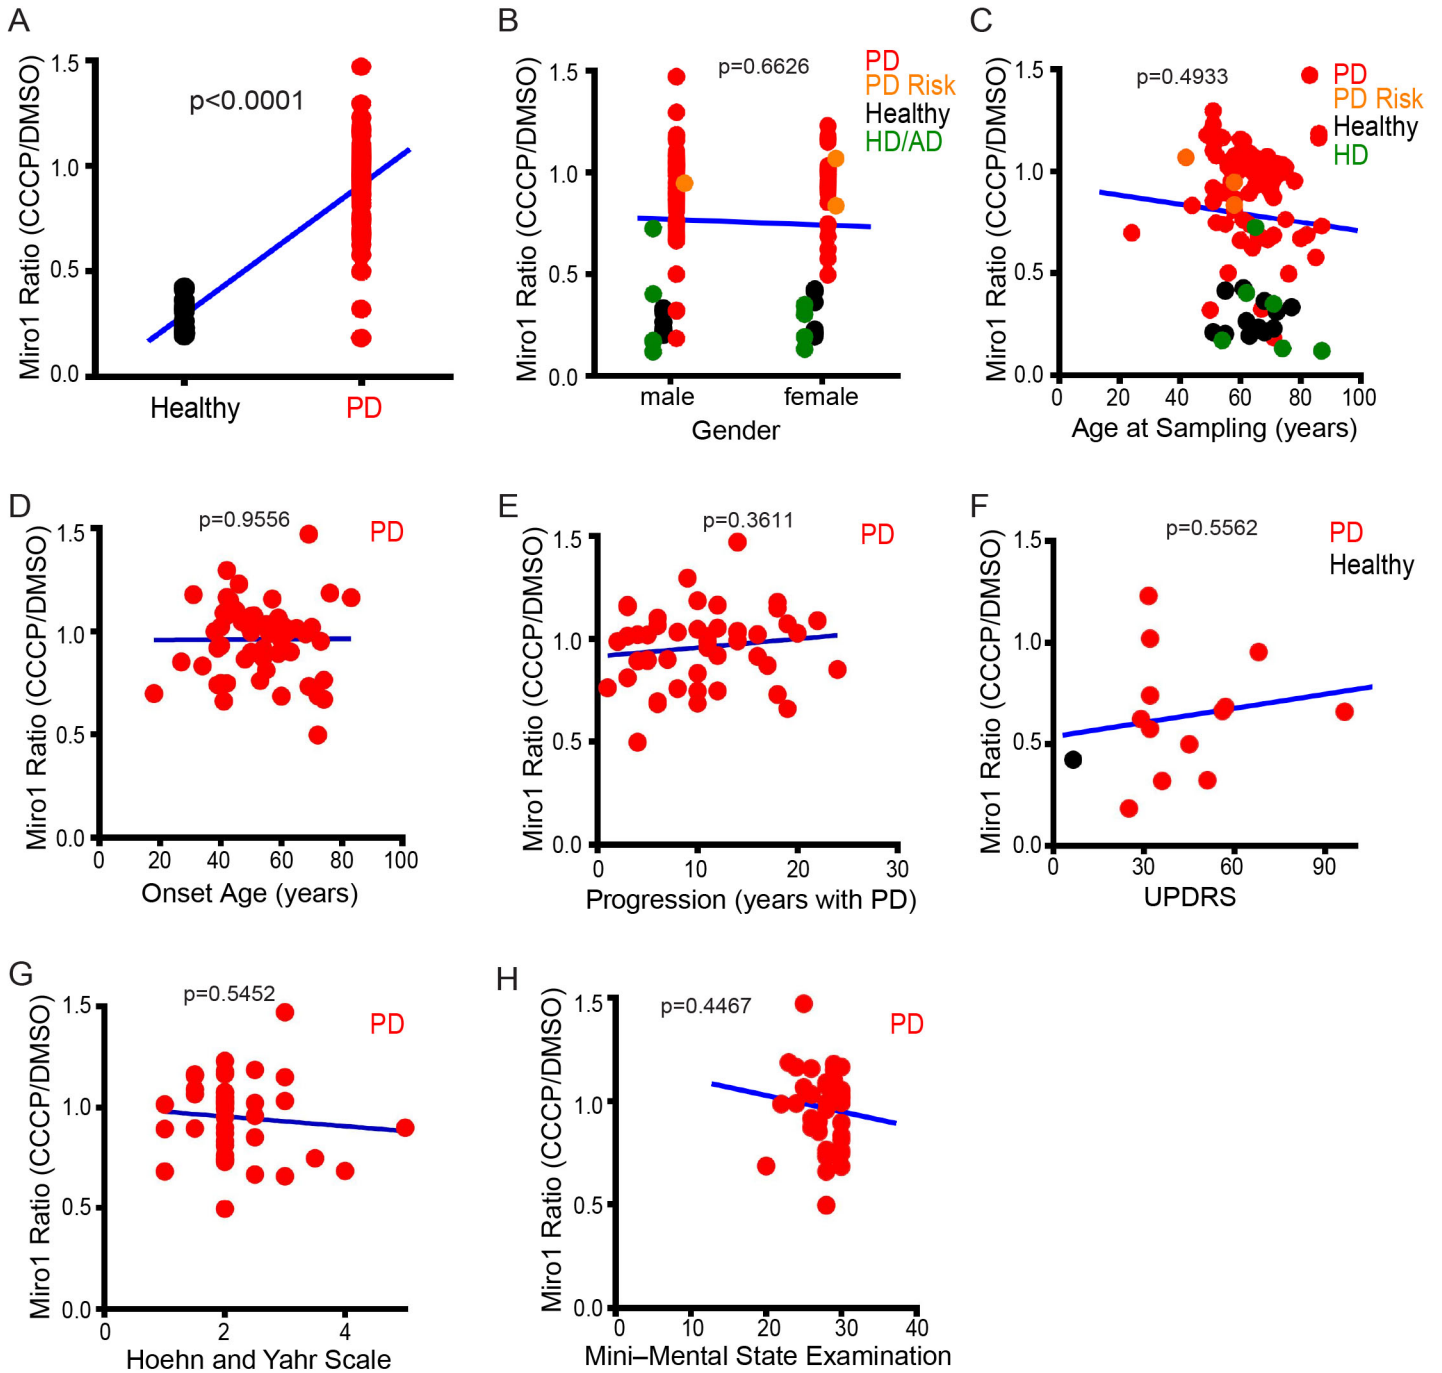 A
Miro1 Ratio (CCCP/DMSO)
1.5
1.0
0.5
0.0
p<0.0001
Healthy
PD
B
Miro1 Ratio (CCCP/DMSO)
1.5
1.0
0.5
0.0
p=0.6626
PD
PD Risk
Healthy
HD/AD
male
female
Gender
C
Miro1 Ratio (CCCP/DMSO)
1.5
1.0
0.5
0.0
p=0.4933
PD
PD Risk
Healthy
HD
0 20 40 60 80 100
Age at Sampling (years)
D
Miro1 Ratio (CCCP/DMSO)
1.5
1.0
0.5
0.0
p=0.9556
PD
0 20 40 60 80 100
Onset Age (years)
E
Miro1 Ratio (CCCP/DMSO)
1.5
1.0
0.5
0.0
p=0.3611
PD
0 10 20 30
Progression (years with PD)
F
Miro1 Ratio (CCCP/DMSO)
1.5
1.0
0.5
0.0
p=0.5562
PD
Healthy
0 30 60 90
UPDRS
G
Miro1 Ratio (CCCP/DMSO)
1.5
1.0
0.5
0.0
p=0.5452
PD
0 2 4
Hoehn and Yahr Scale
H
Miro1 Ratio (CCCP/DMSO)
1.5
1.0
0.5
0.0
p=0.4467
PD
0 10 20 30 40
Mini–Mental State Examination